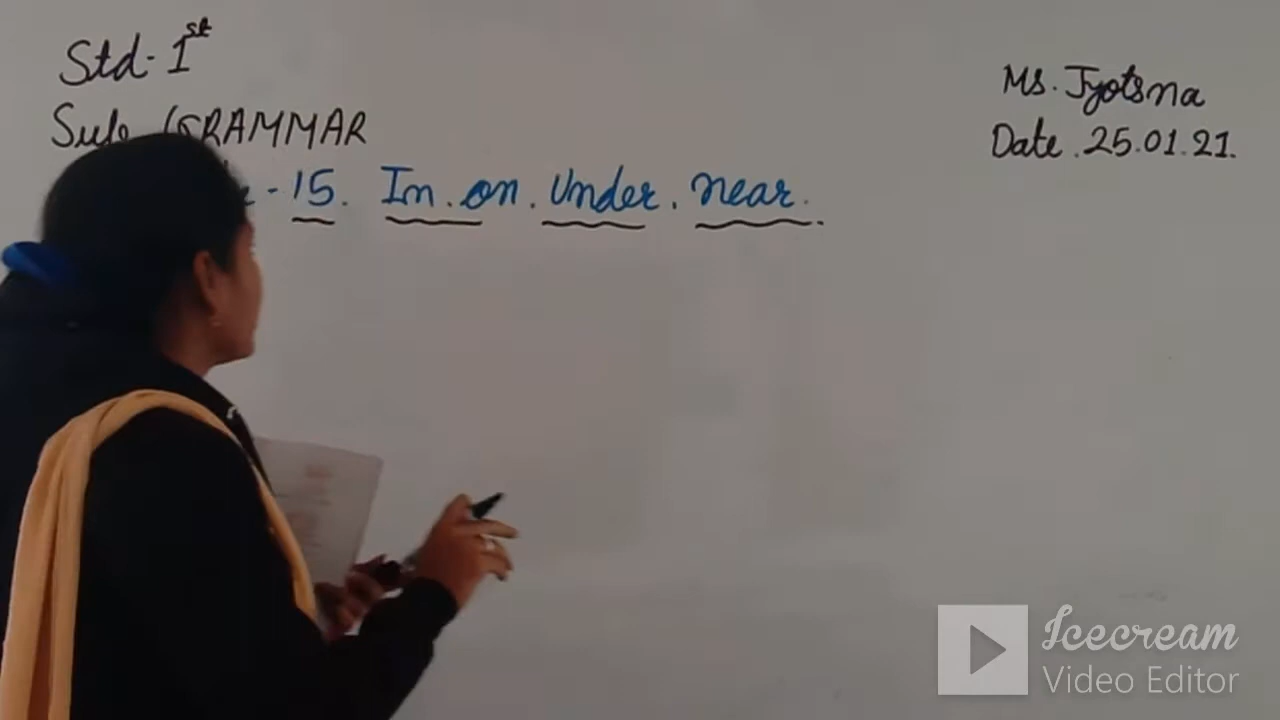 Std- 1st
Sub GRAMMAR
- 15. In. on. Under. near.
Ms. Jyotsna
Date. 25.01.21.
Icecream
Video Editor